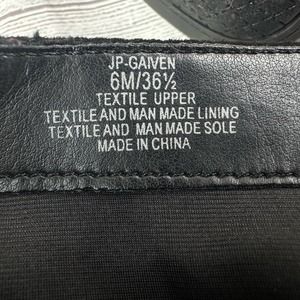 JP-GAIVEN
6M/36½
TEXTILE UPPER
TEXTILE AND MAN MADE LINING
TEXTILE AND MAN MADE SOLE
MADE IN CHINA